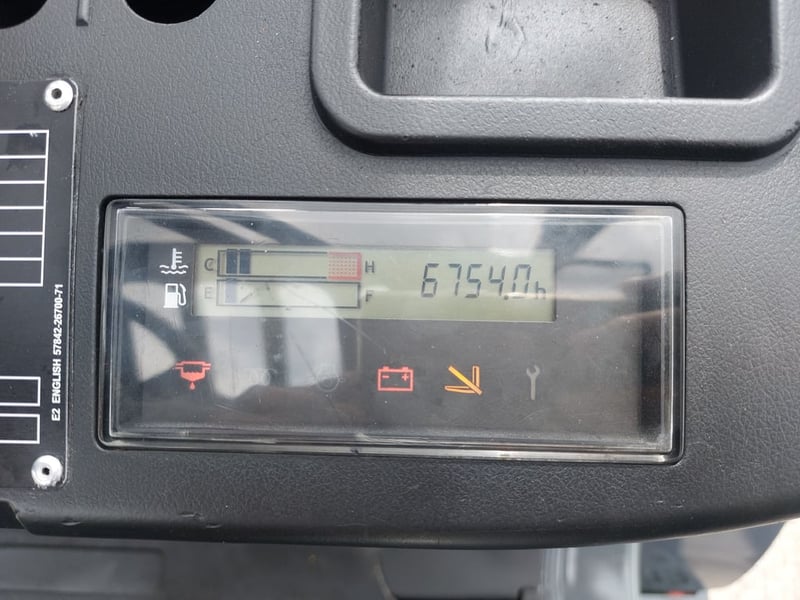 C H 6754.0h
E F
- +
E2 ENGLISH 57842-26700-71